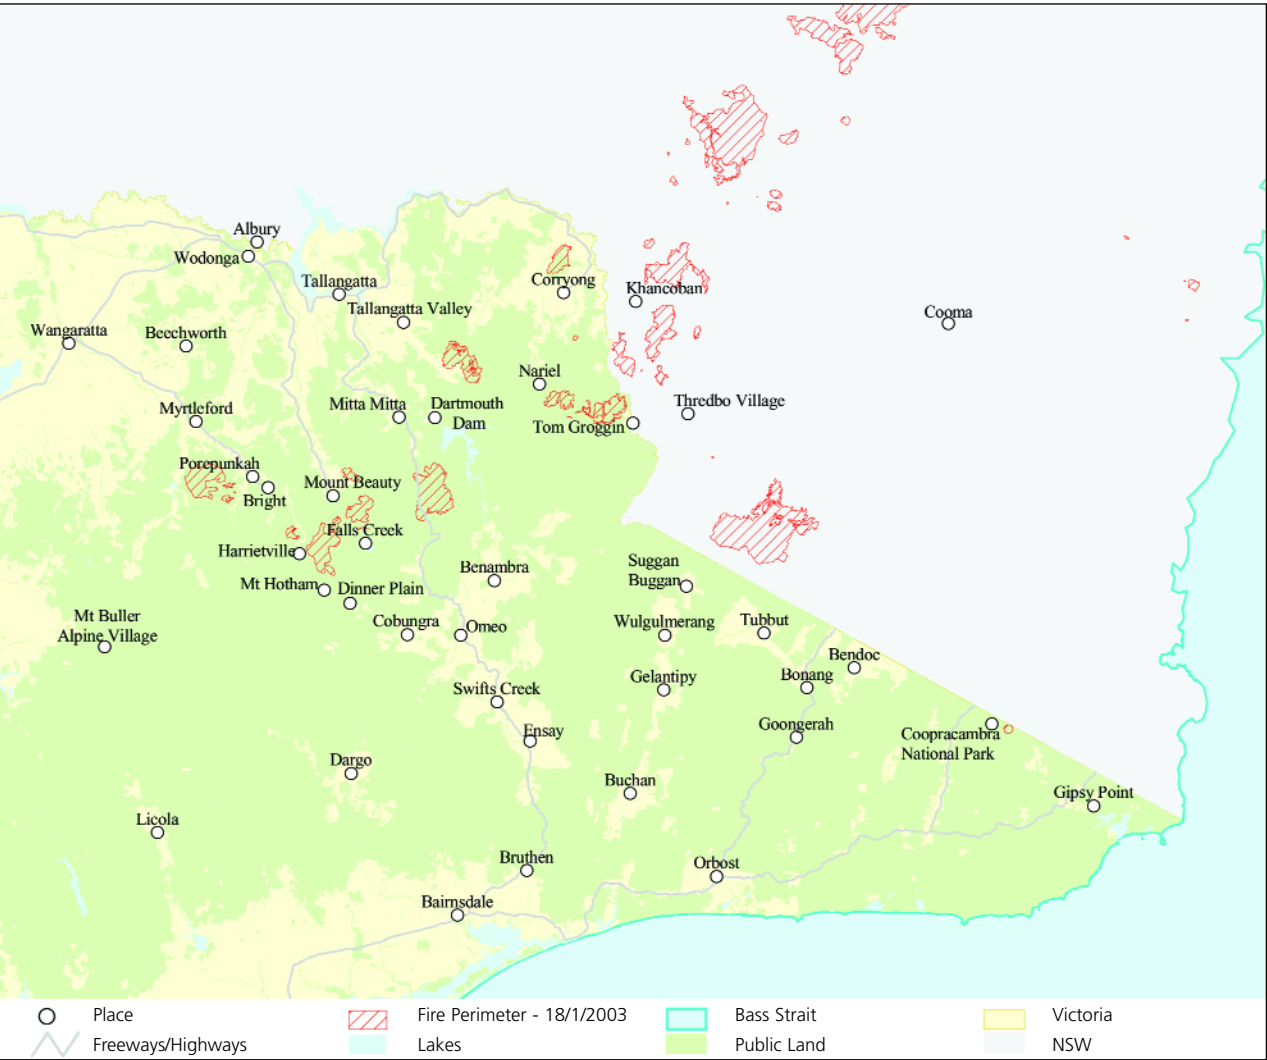 Albury
Wodonga
Tallangatta
Corryong
Khancoban
Tallangatta Valley
Cooma
Wangaratta
Beechworth
Nariel
Thredbo Village
Myrtleford
Mitta Mitta
Dartmouth
Dam
Tom Groggin
Porepunkah
Bright
Mount Beauty
Falls Creek
Harrietville
Benambra
Suggan
Buggan
Mt Hotham
Dinner Plain
Mt Buller
Alpine Village
Cobungra
Omeo
Wulgulmerang
Tubbut
Bendoc
Gelantipy
Bonang
Swifts Creek
Goongerah
Ensay
Coopracambra
National Park
Dargo
Buchan
Gipsy Point
Licola
Bruthen
Orbost
Bairnsdale
Place
Fire Perimeter - 18/1/2003
Bass Strait
Victoria
Freeways/Highways
Lakes
Public Land
NSW